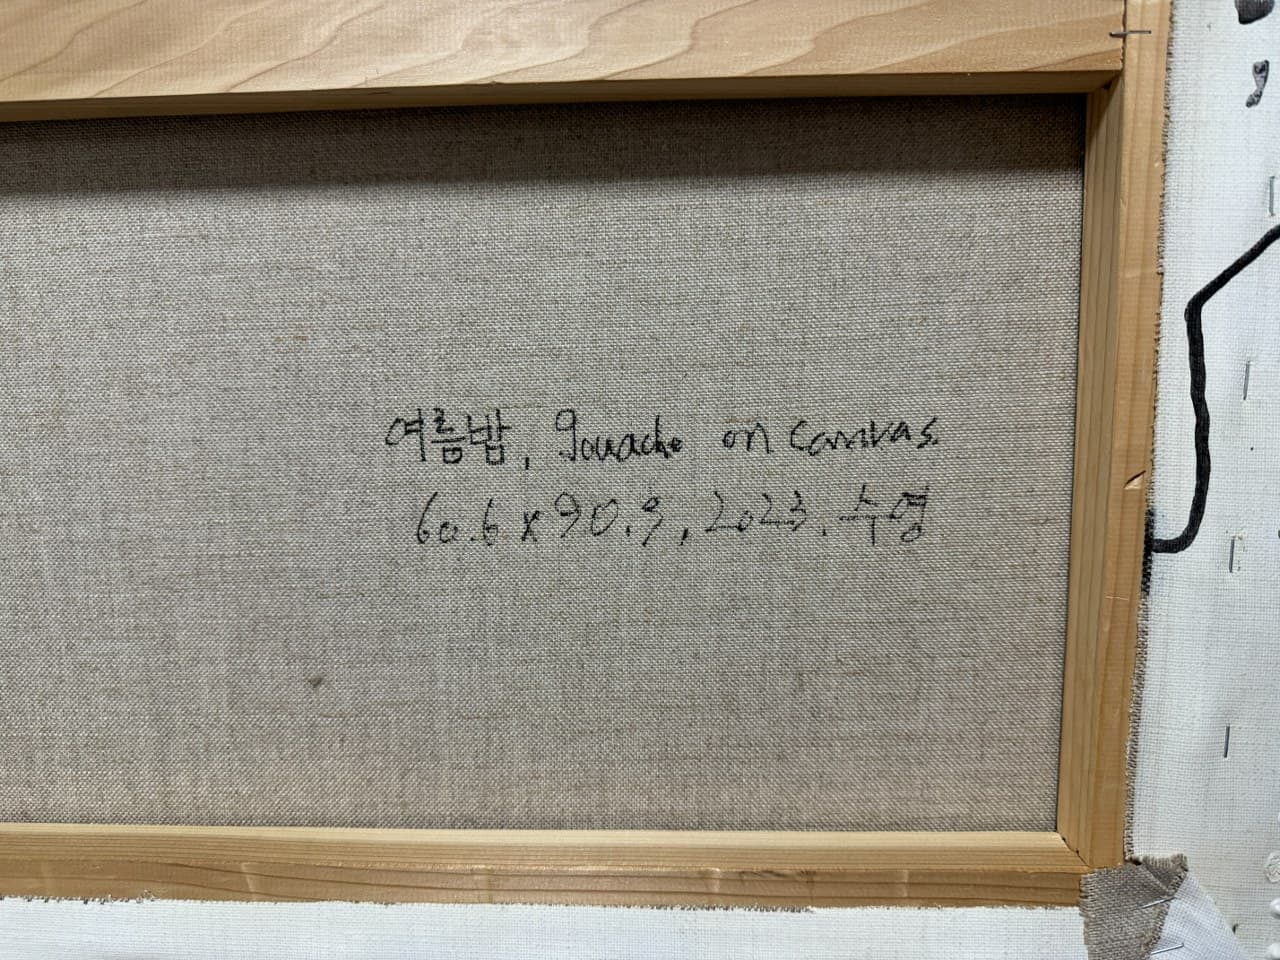 여름밤, gouache on canvas.
60.6 x 90.9, 2023. 수영